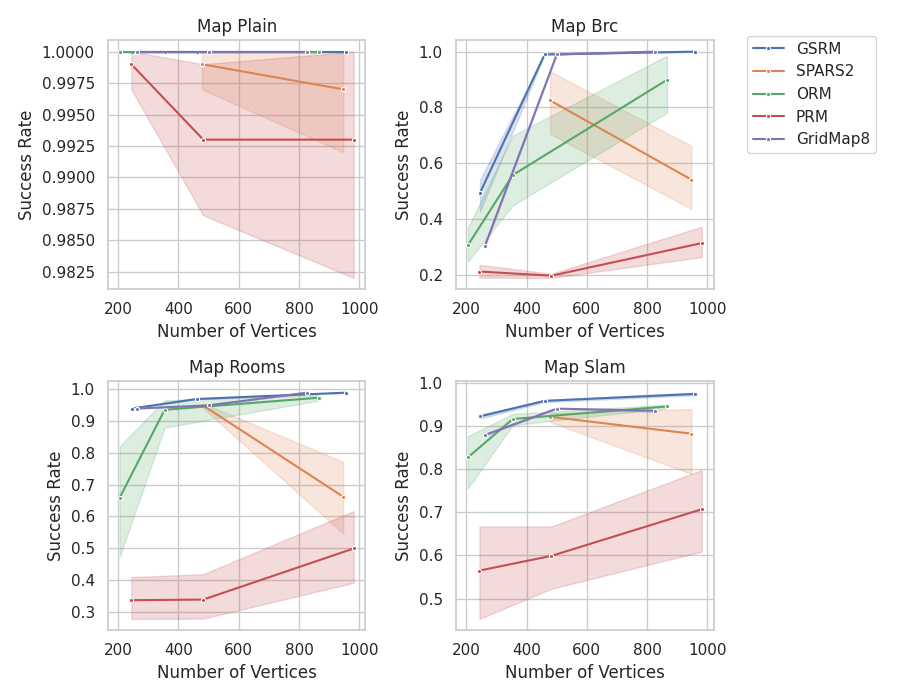 Map Plain
1.0000
0.9975
0.9950
0.9925
0.9900
0.9875
0.9850
0.9825
Success Rate
200 400 600 800 1000
Number of Vertices
Map Brc
1.0
0.8
0.6
0.4
0.2
Success Rate
200 400 600 800 1000
Number of Vertices
GSRM
SPARS2
ORM
PRM
GridMap8
Map Rooms
1.0
0.9
0.8
0.7
0.6
0.5
0.4
0.3
Success Rate
200 400 600 800 1000
Number of Vertices
Map Slam
1.0
0.9
0.8
0.7
0.6
0.5
Success Rate
200 400 600 800 1000
Number of Vertices